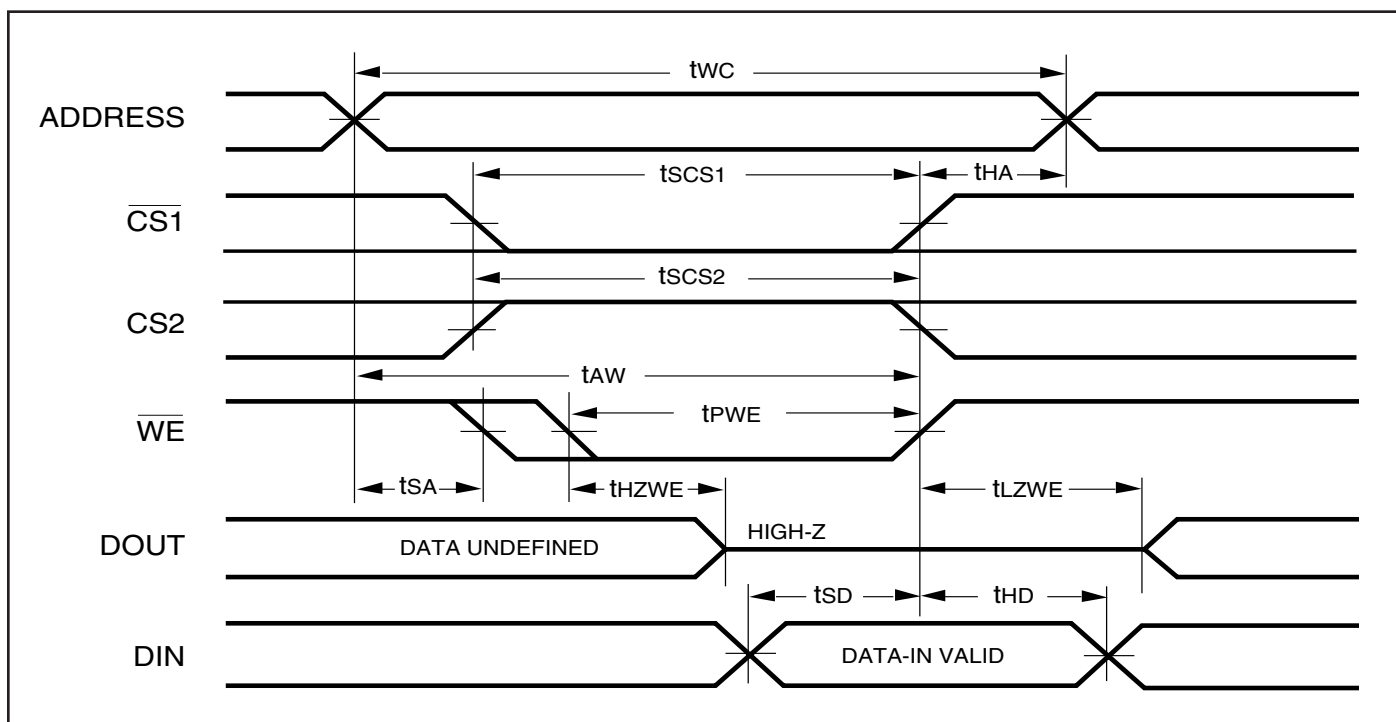 tWC
ADDRESS
tSCS1
tHA
CS1
tSCS2
CS2
tAW
tPWE
WE
tSA
tHZWE
tLZWE
HIGH-Z
DOUT
DATA UNDEFINED
tSD
tHD
DIN
DATA-IN VALID